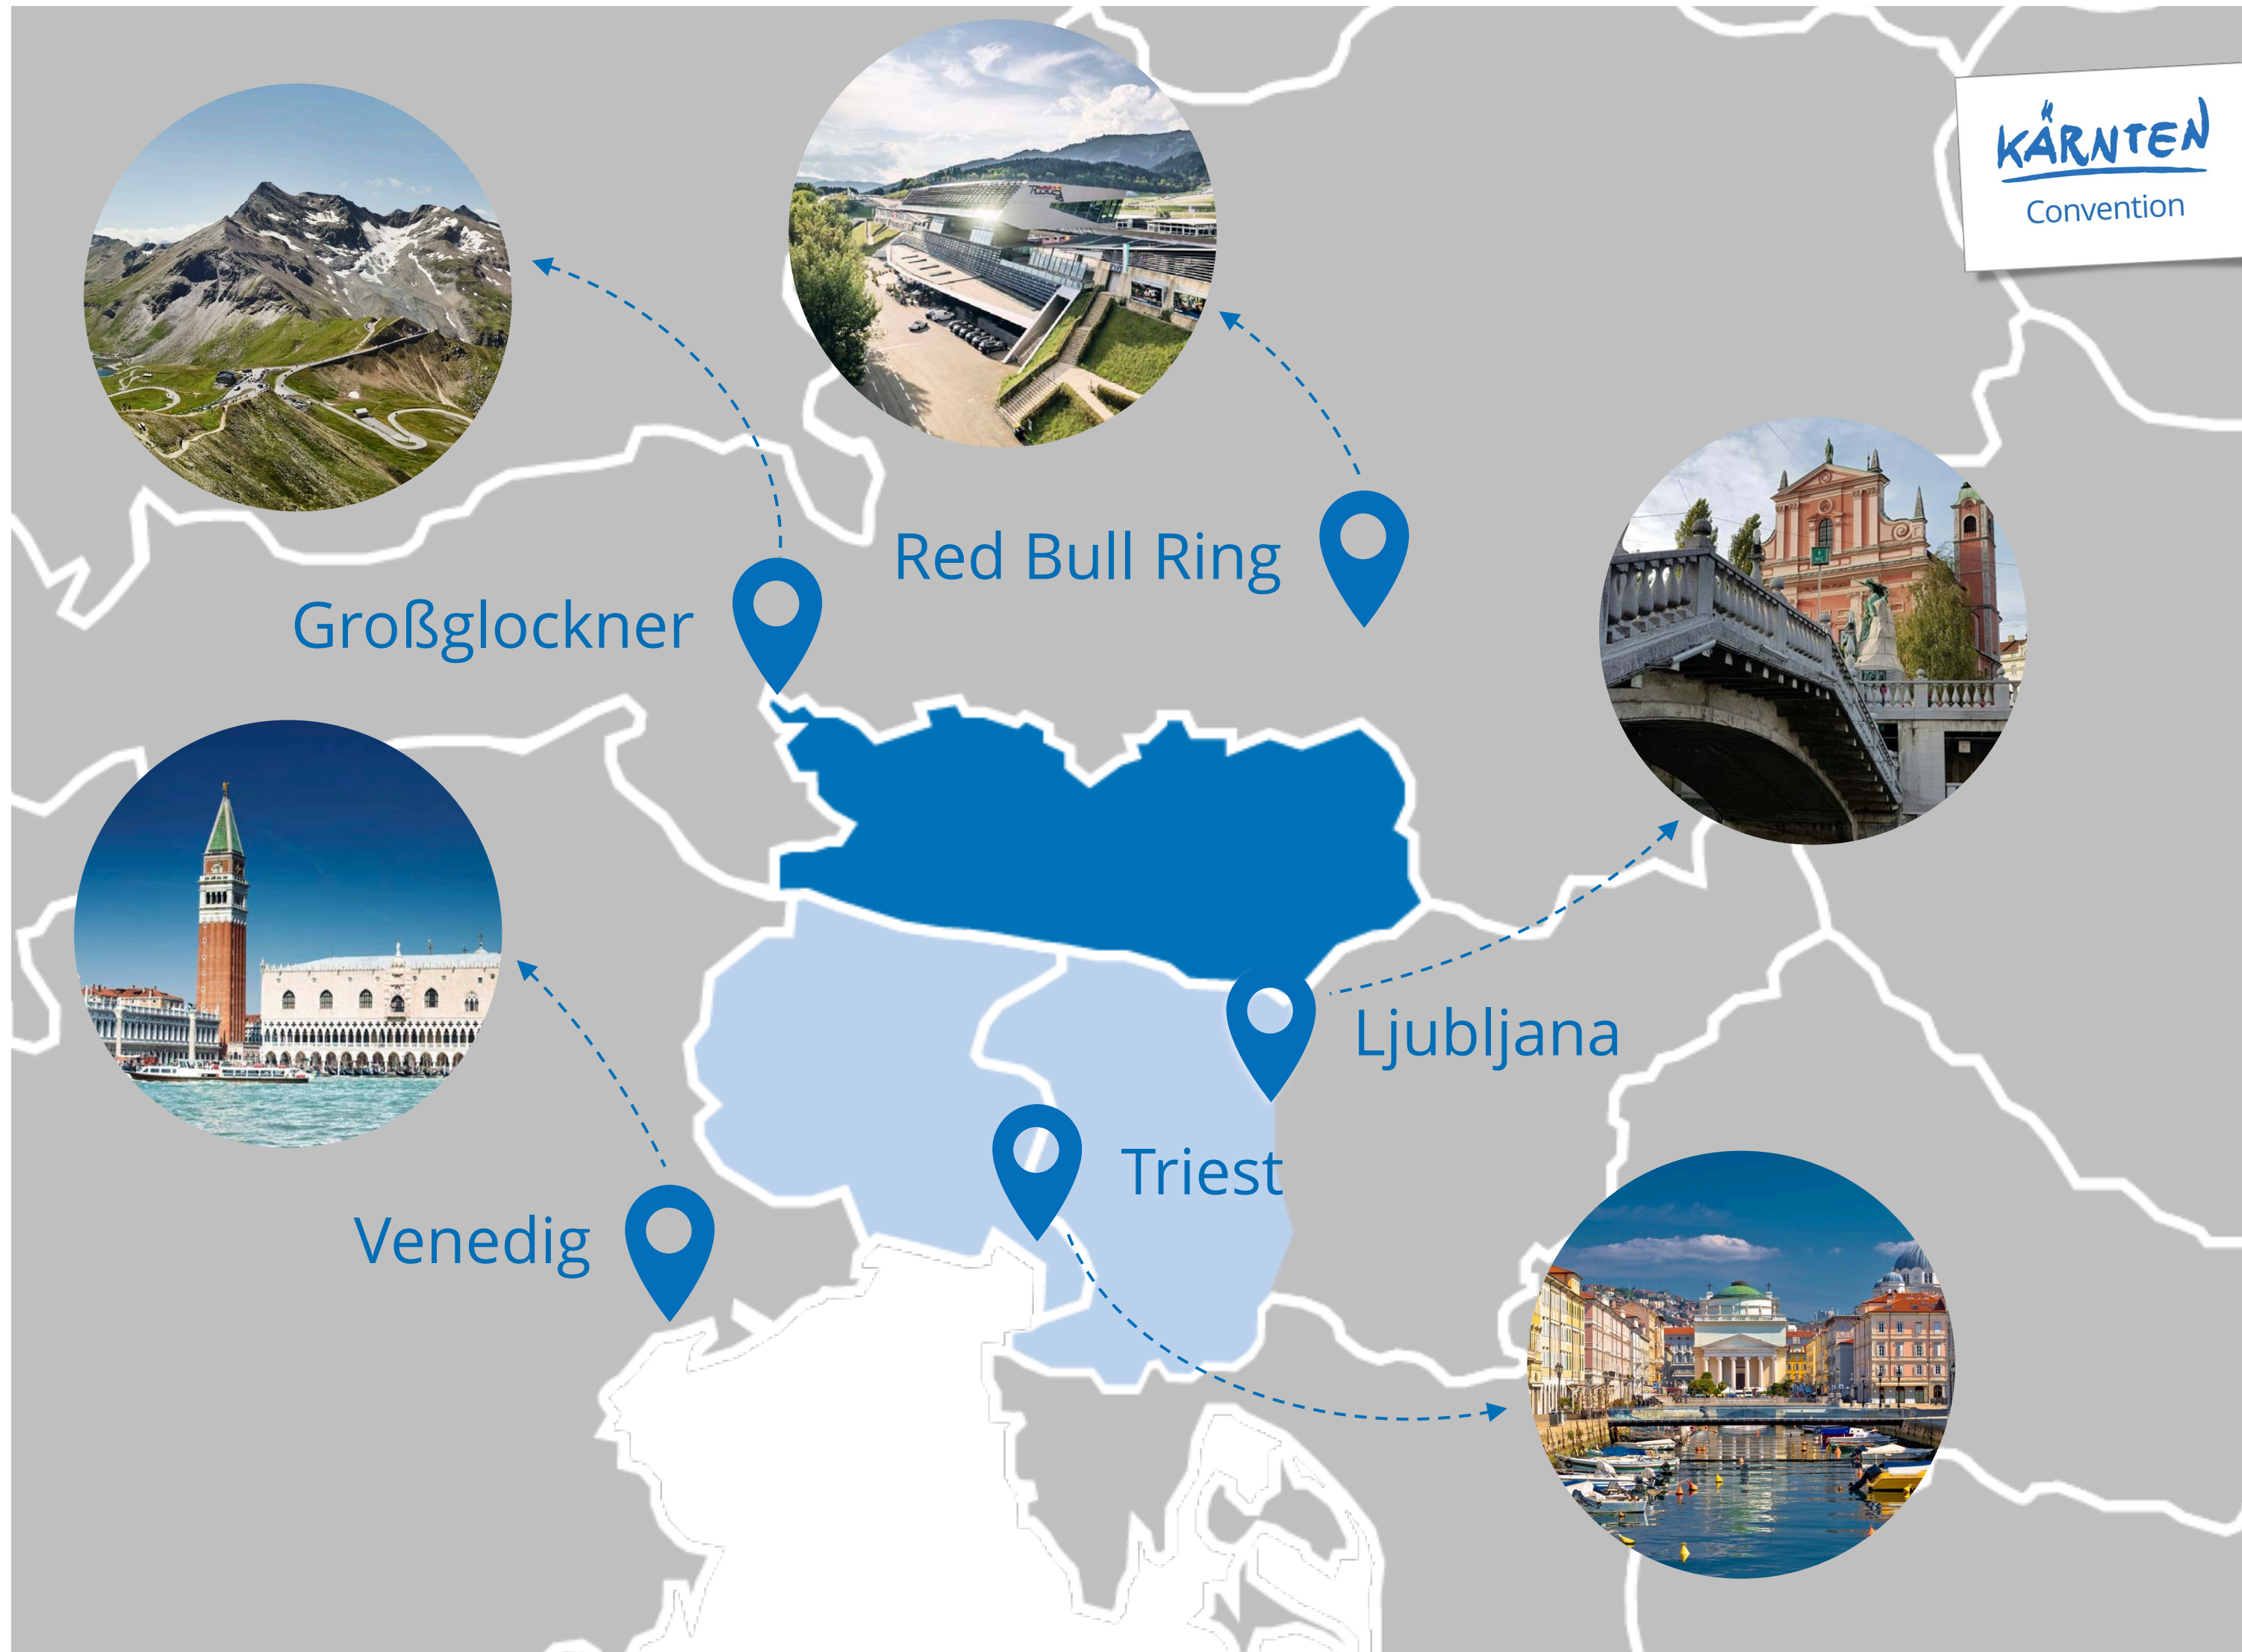 KÄRNTEN
Convention
Red Bull Ring
Großglockner
Ljubljana
Triest
Venedig